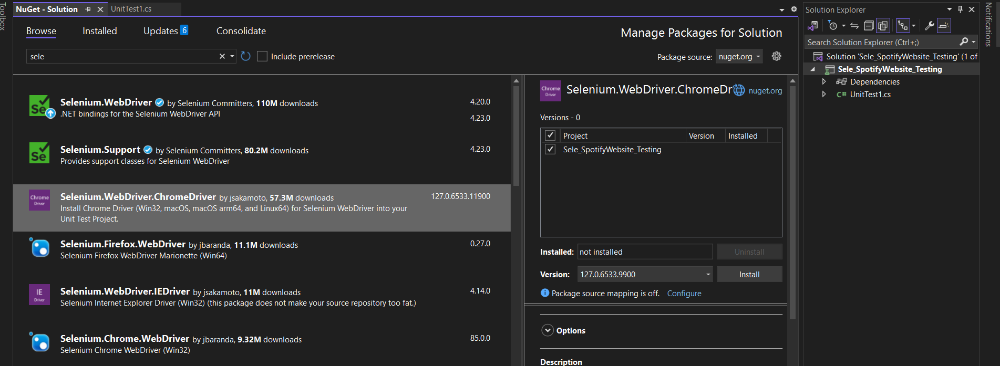 Toolbox
NuGet - Solution
UnitTest1.cs
Browse
Installed
Updates 6
Consolidate
Manage Packages for Solution
sele
Include prerelease
Package source: nuget.org
Se
Selenium.WebDriver by Selenium Committers, 110M downloads
.NET bindings for the Selenium WebDriver API
4.20.0
4.23.0
Se
Selenium.Support by Selenium Committers, 80.2M downloads
Provides support classes for Selenium WebDriver
4.23.0
Chrome
Driver
Selenium.WebDriver.ChromeDriver by jsakamoto, 57.3M downloads
Install Chrome Driver (Win32, macOS, macOS arm64, and Linux64) for Selenium WebDriver into your
Unit Test Project.
127.0.6533.11900
Selenium.Firefox.WebDriver by jbaranda, 11.1M downloads
Selenium Firefox WebDriver Marionette (Win64)
0.27.0
IE
Driver
Selenium.WebDriver.IEDriver by jsakamoto, 11M downloads
Selenium Internet Explorer Driver (Win32) (this package does not make your source repository too fat.)
4.14.0
Selenium.Chrome.WebDriver by jbaranda, 9.32M downloads
Selenium Chrome WebDriver (Win32)
85.0.0
Chrome
Driver
Selenium.WebDriver.ChromeDr
nuget.org
Versions - 0
Project Version Installed
Sele_SpotifyWebsite_Testing
Installed: not installed Uninstall
Version: 127.0.6533.9900 Install
Package source mapping is off. Configure
Options
Description
Solution Explorer
Search Solution Explorer (Ctrl+;)
Solution 'Sele_SpotifyWebsite_Testing' (1 of
Sele_SpotifyWebsite_Testing
Dependencies
C# UnitTest1.cs
Notifications